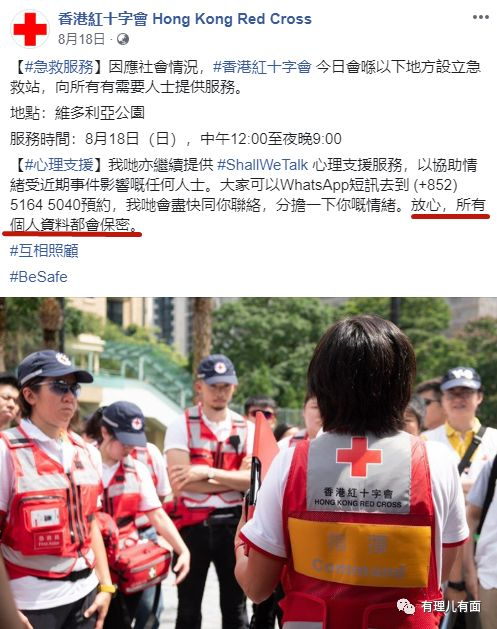 香港紅十字會 Hong Kong Red Cross
8月18日
【#急救服務】因應社會情況，#香港紅十字會 今日會喺以下地方設立急
救站，向所有有需要人士提供服務。
地點：維多利亞公園
服務時間：8月18日（日），中午12:00至夜晚9:00
【#心理支援】我哋亦繼續提供 #ShallWeTalk 心理支援服務，以協助情
緒受近期事件影響嘅任何人士。大家可以WhatsApp短訊去到 (+852)
5164 5040預約，我哋會盡快同你聯絡，分擔一下你嘅情緒。放心，所有
個人資料都會保密。
#互相照顧
#BeSafe
香港紅十字會
HONG KONG RED CROSS
指揮
Command
First Aider
有理儿有面